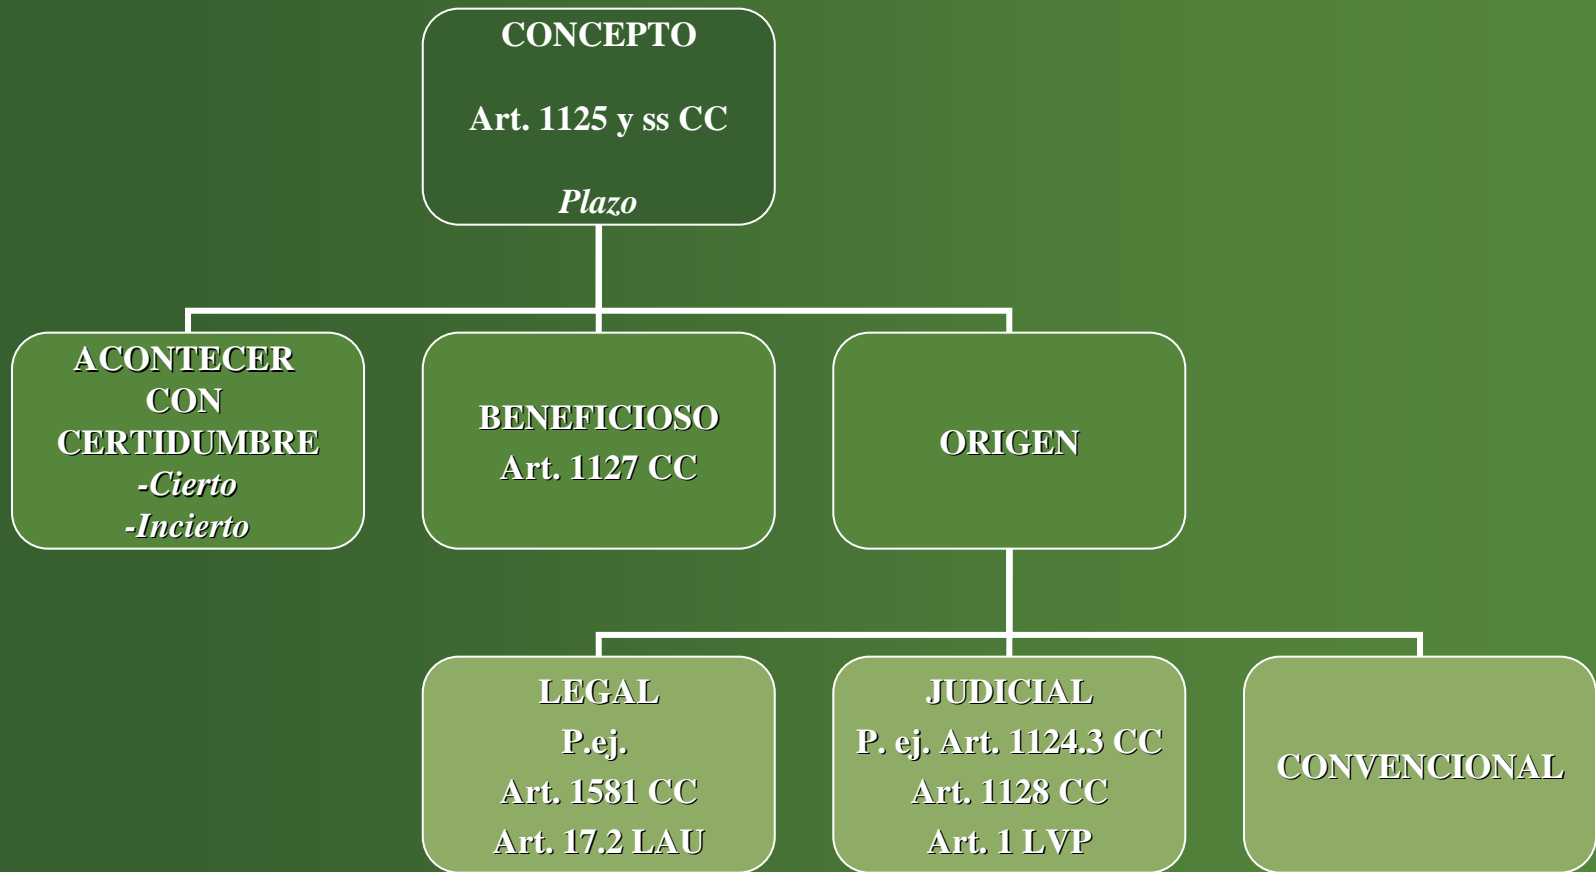 CONCEPTO
Art. 1125 y ss CC
Plazo
ACONTECER
CON
CERTIDUMBRE
-Cierto
-Incierto
BENEFICIOSO
Art. 1127 CC
ORIGEN
LEGAL
P.ej.
Art. 1581 CC
Art. 17.2 LAU
JUDICIAL
P. ej. Art. 1124.3 CC
Art. 1128 CC
Art. 1 LVP
CONVENCIONAL